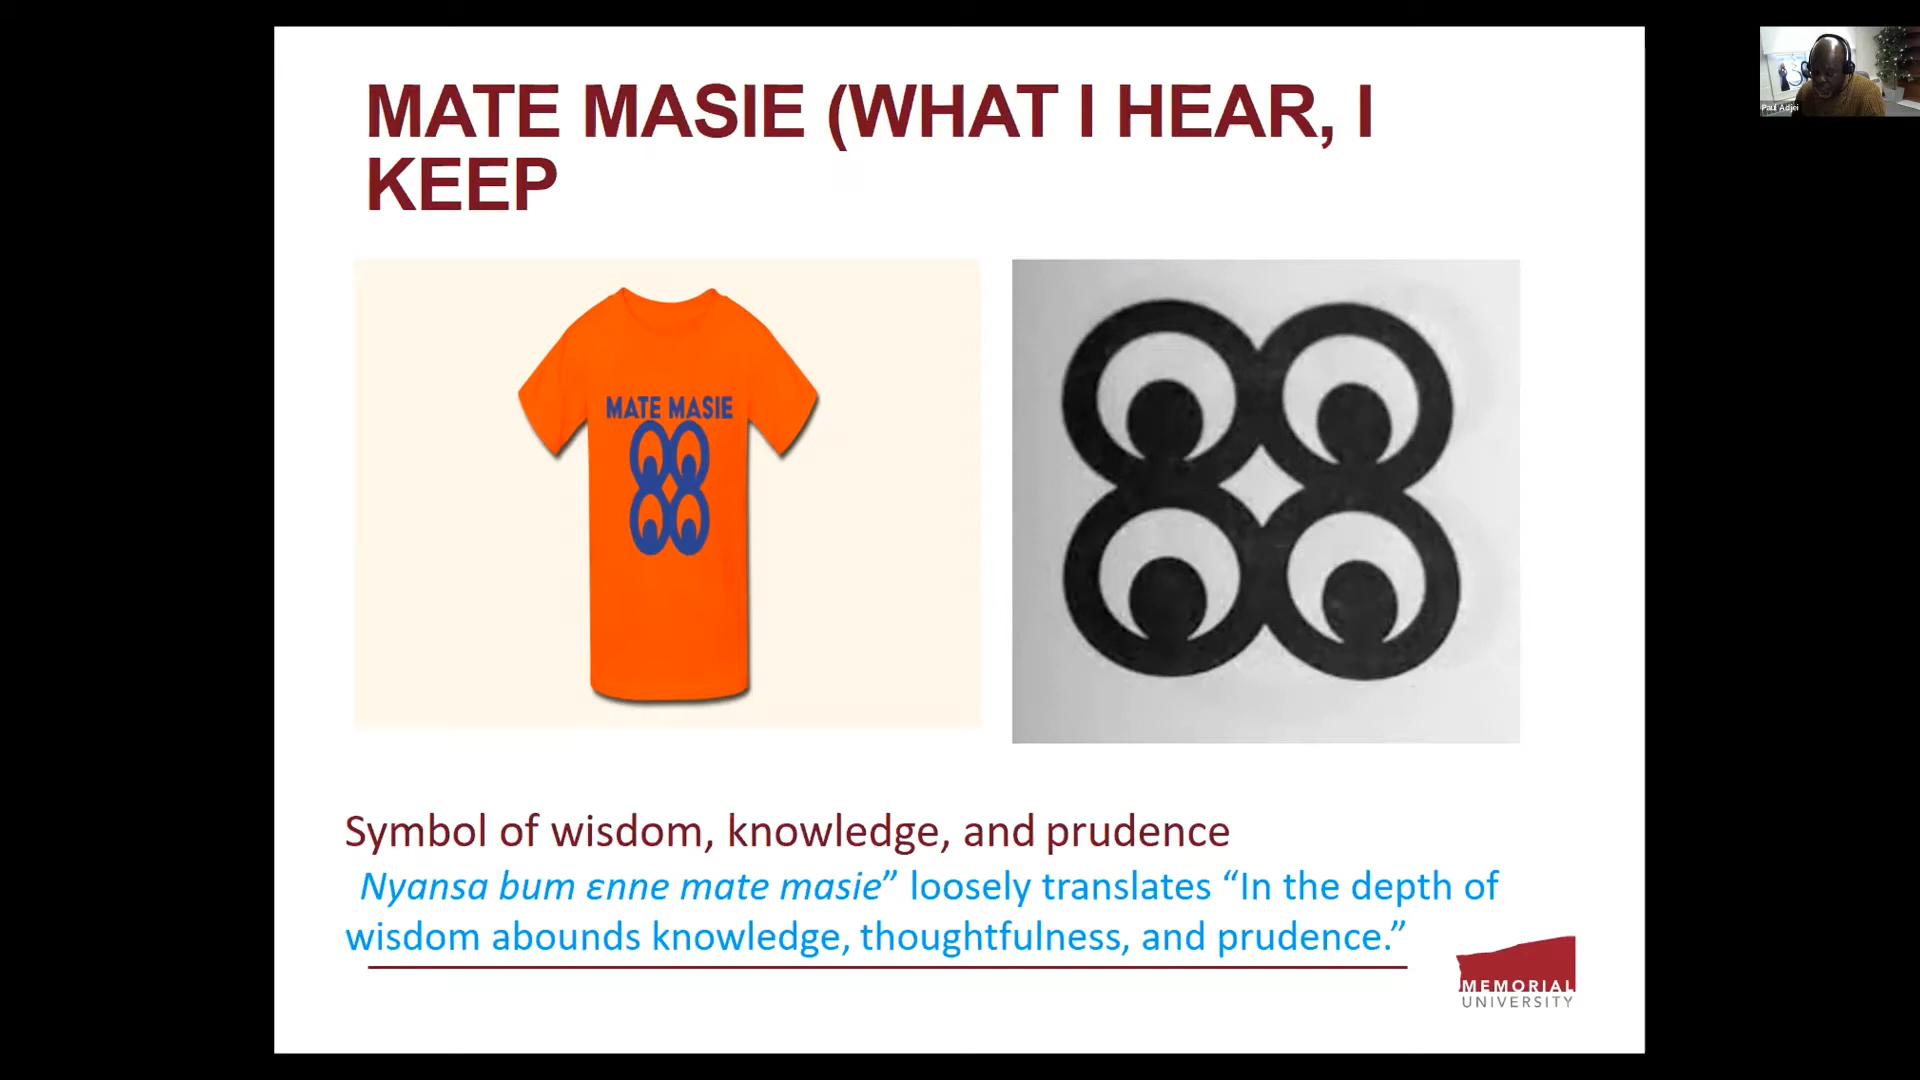 MATE MASIE (WHAT I HEAR, I
KEEP
Paul Adjei
MATE MASIE
Symbol of wisdom, knowledge, and prudence
Nyansa bum ɛnne mate masie” loosely translates “In the depth of
wisdom abounds knowledge, thoughtfulness, and prudence.”
MEMORIAL
UNIVERSITY